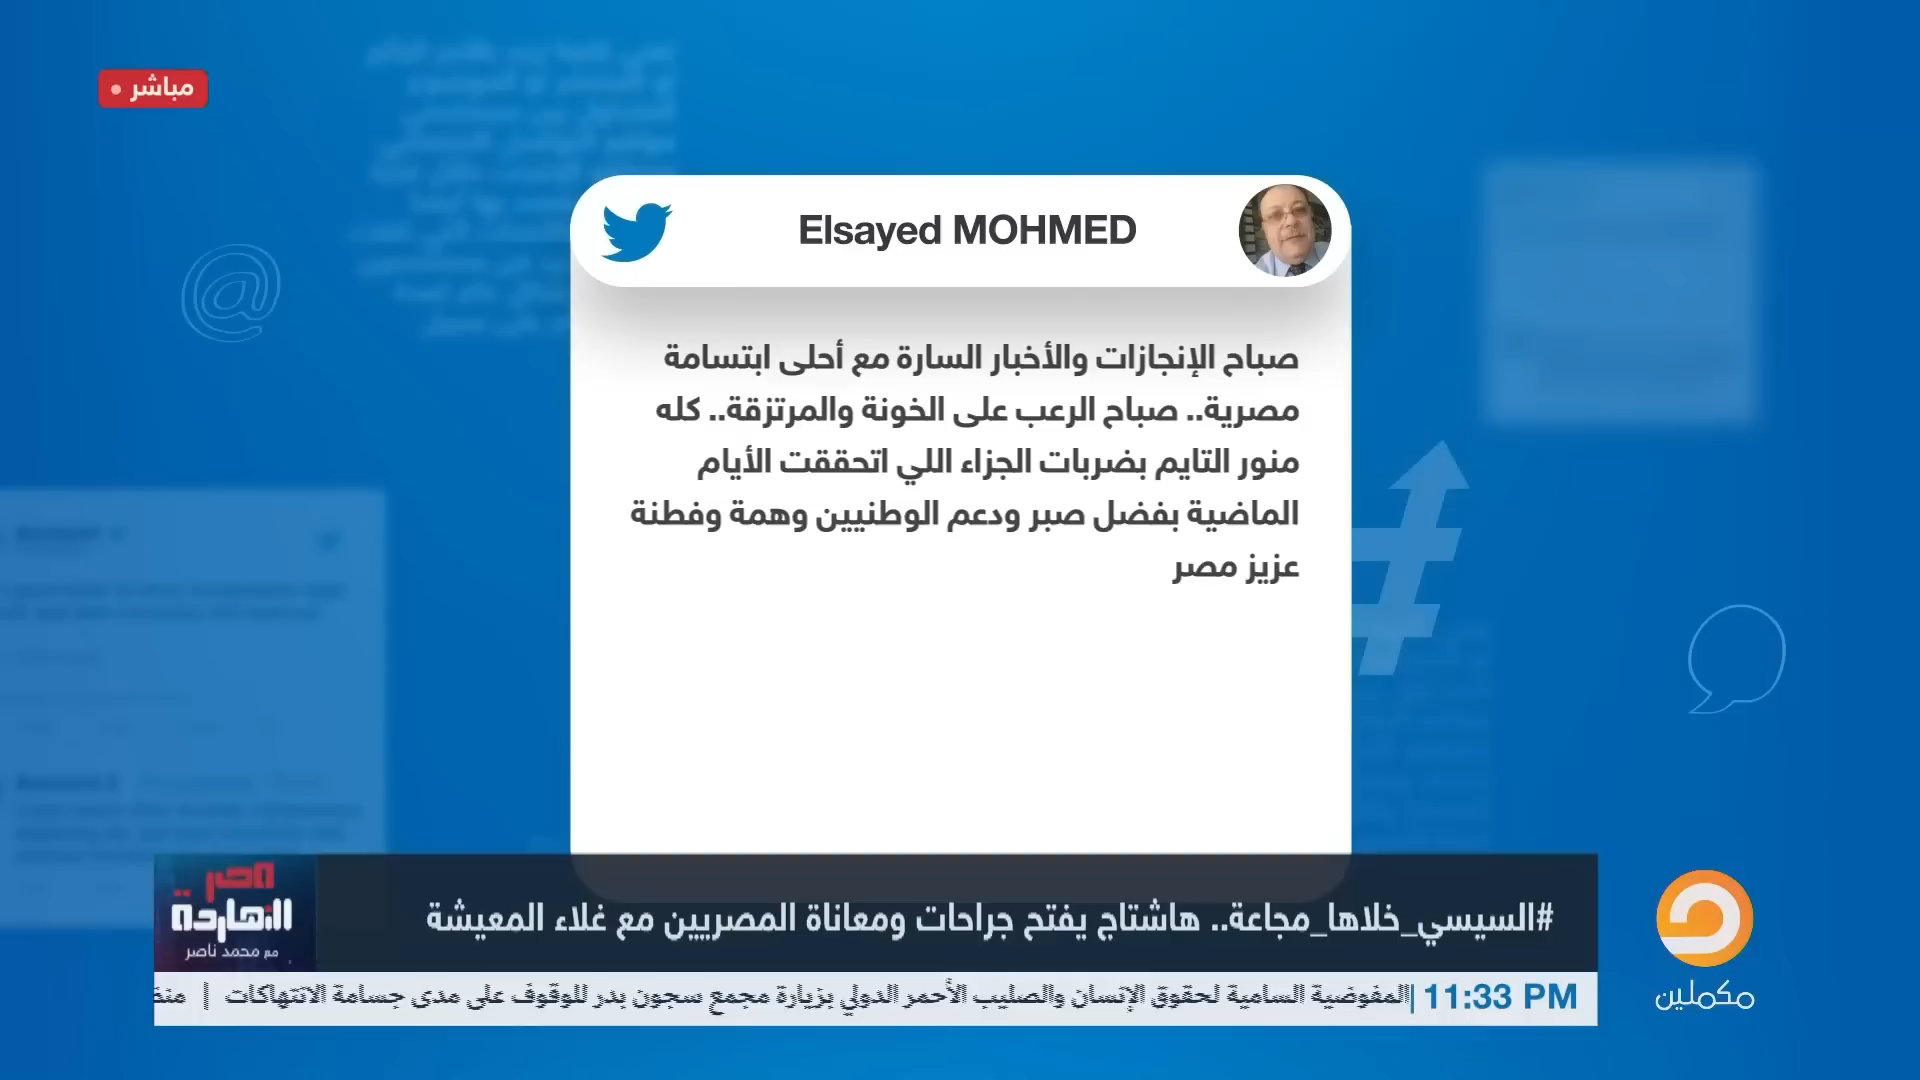 مباشر
Elsayed MOHMED
صباح الإنجازات والأخبار السارة مع أحلى ابتسامة
مصرية.. صباح الرعب على الخونة والمرتزقة.. كله
منور التايم بضربات الجزاء اللي اتحققت الأيام
الماضية بفضل صبر ودعم الوطنيين وهمة وفطنة
عزيز مصر
مصر
النهاردة
مع محمد ناصر
#السيسي_خلاها_مجاعة.. هاشتاج يفتح جراحات ومعاناة المصريين مع غلاء المعيشة
11:33 PM
المفوضية السامية لحقوق الإنسان والصليب الأحمر الدولي بزيارة مجمع سجون بدر للوقوف على مدى جسامة الانتهاكات |
مكملين